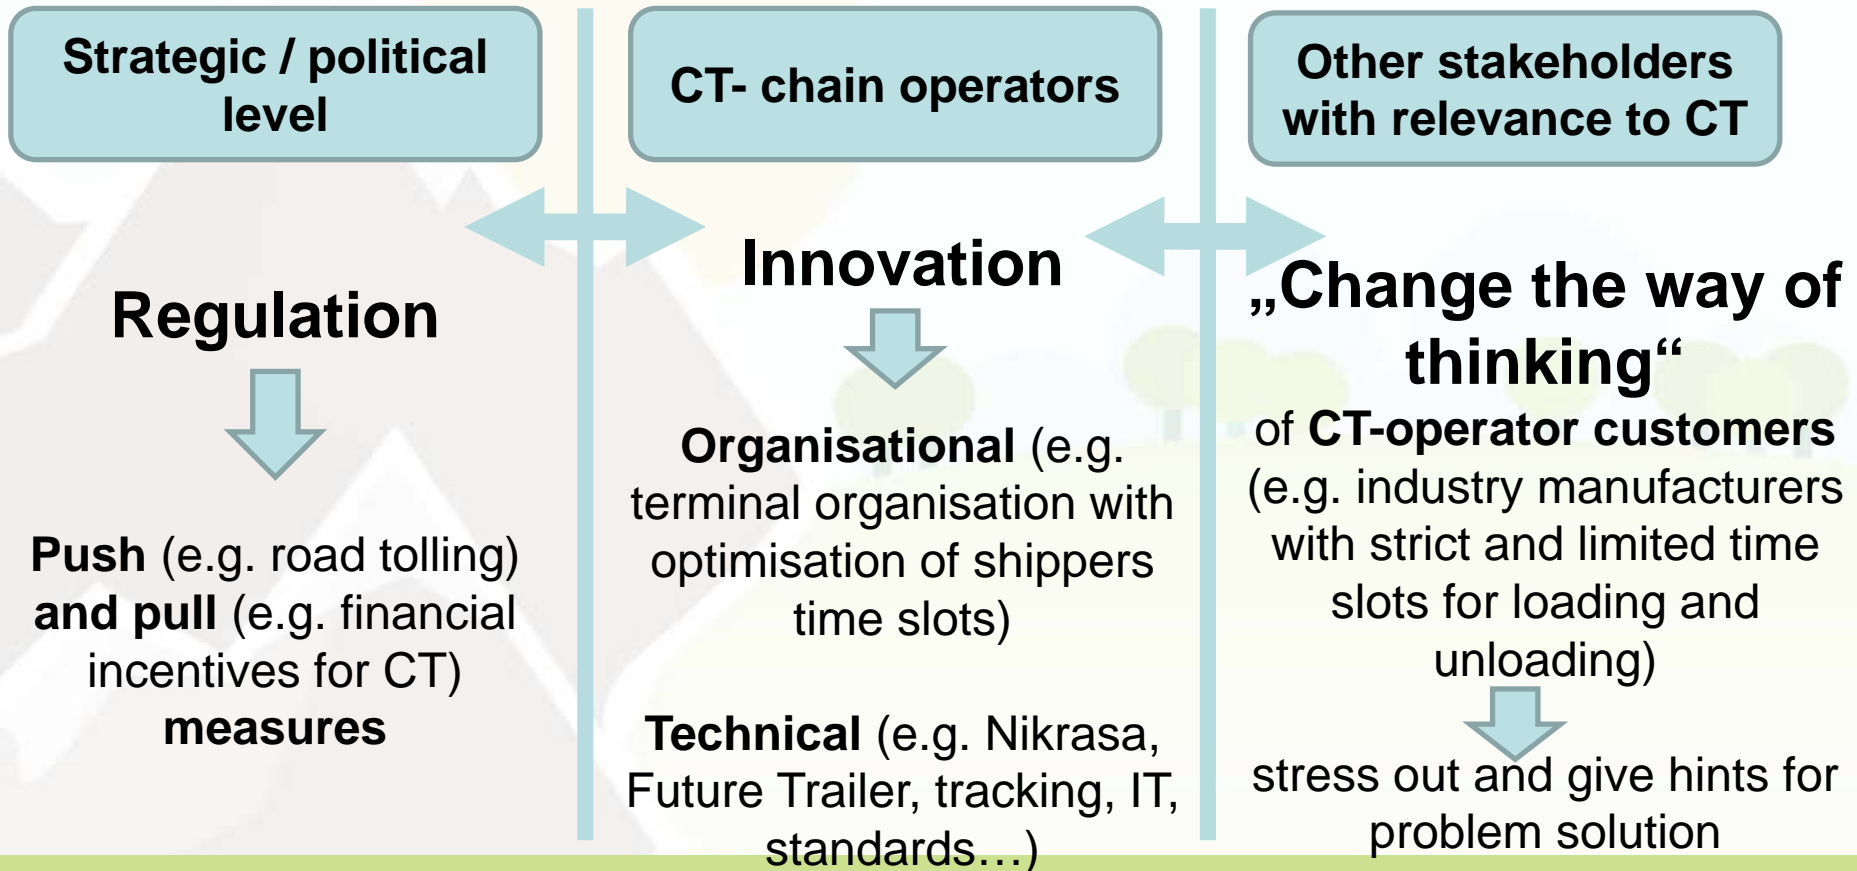 Strategic / political
level
CT- chain operators
Other stakeholders
with relevance to CT
Regulation
Push (e.g. road tolling)
and pull (e.g. financial
incentives for CT)
measures
Innovation
Organisational (e.g.
terminal organisation with
optimisation of shippers
time slots)
Technical (e.g. Nikrasa,
Future Trailer, tracking, IT,
standards…)
„Change the way of
thinking“
of CT-operator customers
(e.g. industry manufacturers
with strict and limited time
slots for loading and
unloading)
stress out and give hints for
problem solution